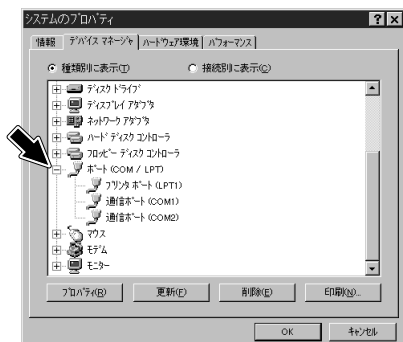 システムのプロパティ
情報 デバイス マネージャ ハードウェア環境 パフォーマンス
種類別に表示(T) 接続別に表示(C)
ディスク ドライブ
ディスプレイ アダプタ
ネットワーク アダプタ
ハード ディスク コントローラ
フロッピー ディスク コントローラ
ポート (COM / LPT)
プリンタ ポート (LPT1)
通信ポート (COM1)
通信ポート (COM2)
マウス
モデム
モニター
プロパティ(R) 更新(F) 削除(E) 印刷(N)...
OK キャンセル